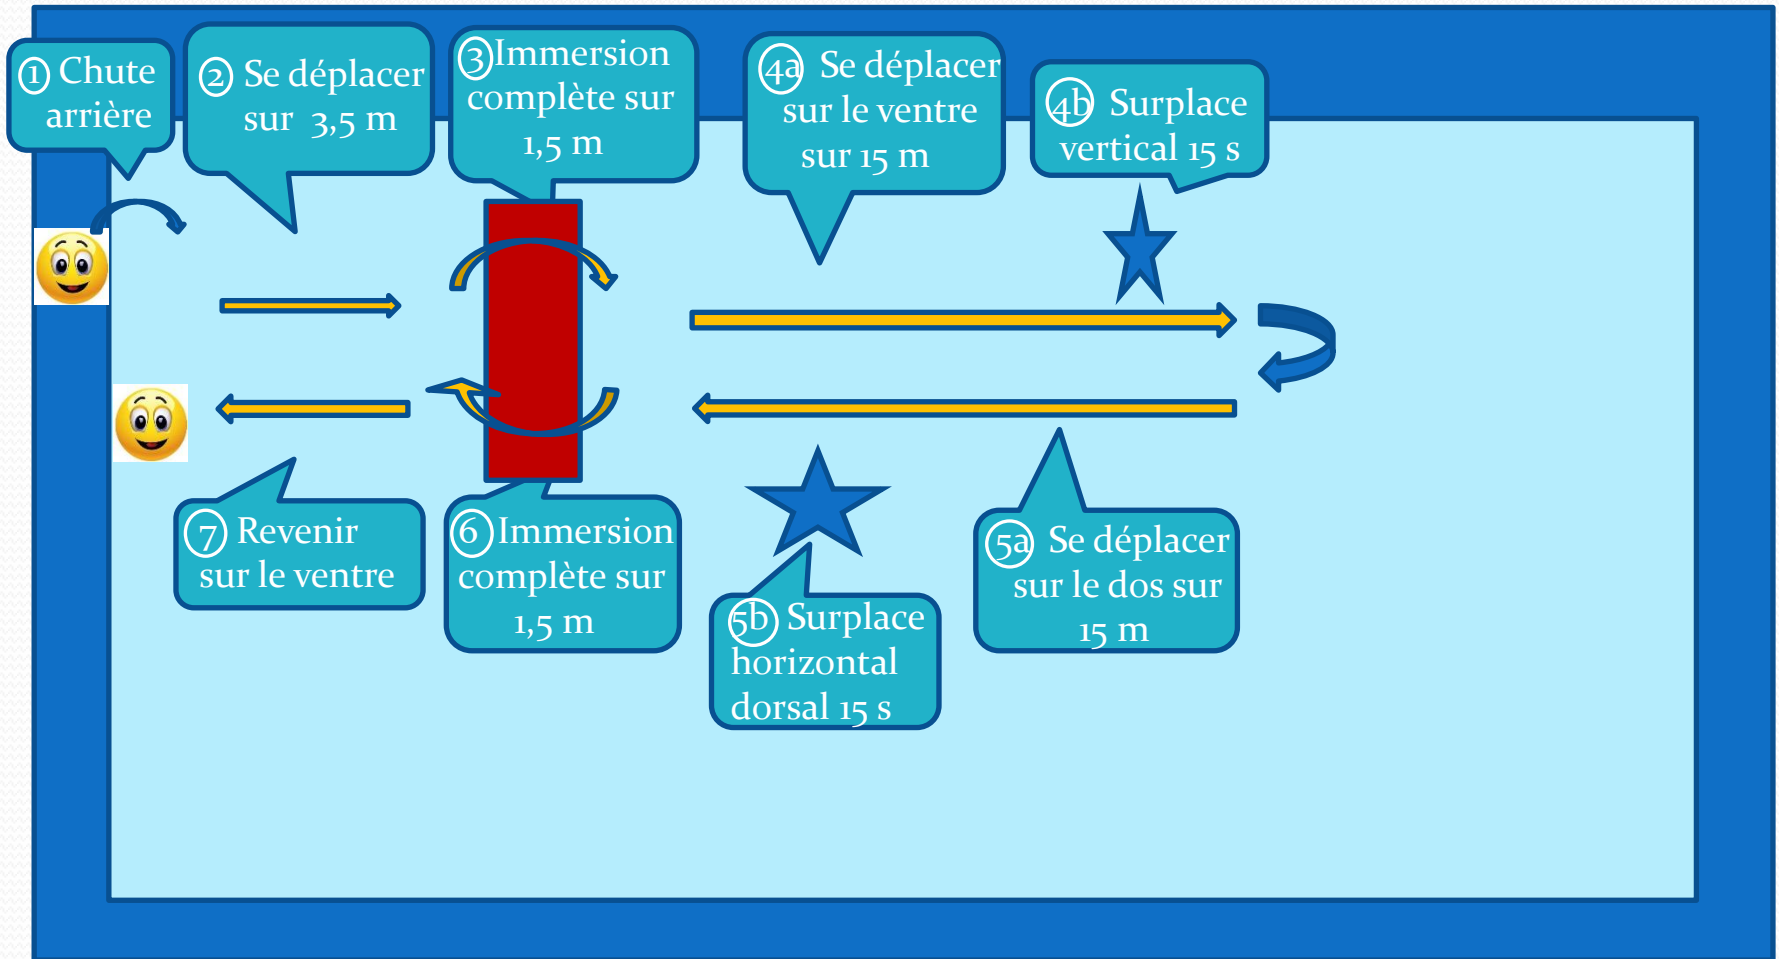 ① Chute
arrière
② Se déplacer
sur 3,5 m
③ Immersion
complète sur
1,5 m
4a Se déplacer
sur le ventre
sur 15 m
4b Surplace
vertical 15 s
5a Se déplacer
sur le dos sur
15 m
5b Surplace
horizontal
dorsal 15 s
⑥ Immersion
complète sur
1,5 m
⑦ Revenir
sur le ventre